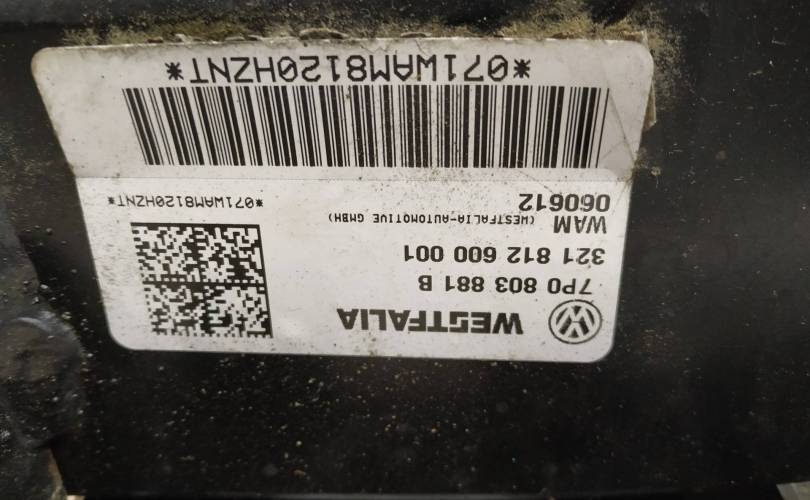 WESTFALIA
7P0 803 881 B
321 812 600 001
WAM (WESTFALIA-AUTOMOTIVE GMBH)
060612 *071WAM8120HZNT*
*071WAM8120HZNT*